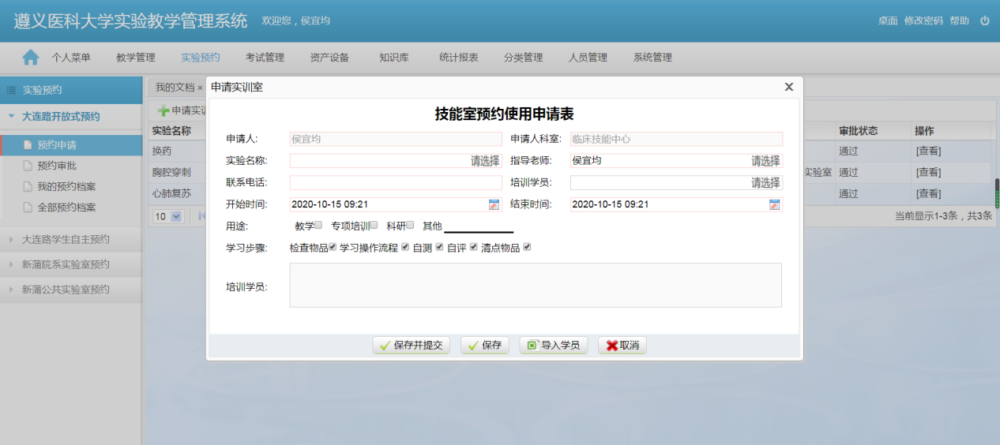 遵义医科大学实验教学管理系统 欢迎您，侯宜均 桌面 修改密码 帮助
个人菜单 教学管理 实验预约 考试管理 资产设备 知识库 统计报表 分类管理 人员管理 系统管理
实验预约
大连路开放式预约
预约申请
预约审批
我的预约档案
全部预约档案
大连路学生自主预约
新蒲院系实验室预约
新蒲公共实验室预约
我的文档 ×
申请实训
实验名称 审批状态 操作
换药 通过 [查看]
胸腔穿刺 实验室 通过 [查看]
心肺复苏 通过 [查看]
10 当前显示1-3条，共3条
申请实训室
技能室预约使用申请表
申请人: 侯宜均 申请人科室: 临床技能中心
实验名称: 请选择 指导老师: 侯宜均 请选择
联系电话: 培训学员: 请选择
开始时间: 2020-10-15 09:21 结束时间: 2020-10-15 09:21
用途: 教学 专项培训 科研 其他
学习步骤: 检查物品 学习操作流程 自测 自评 清点物品
培训学员:
保存并提交 保存 导入学员 取消